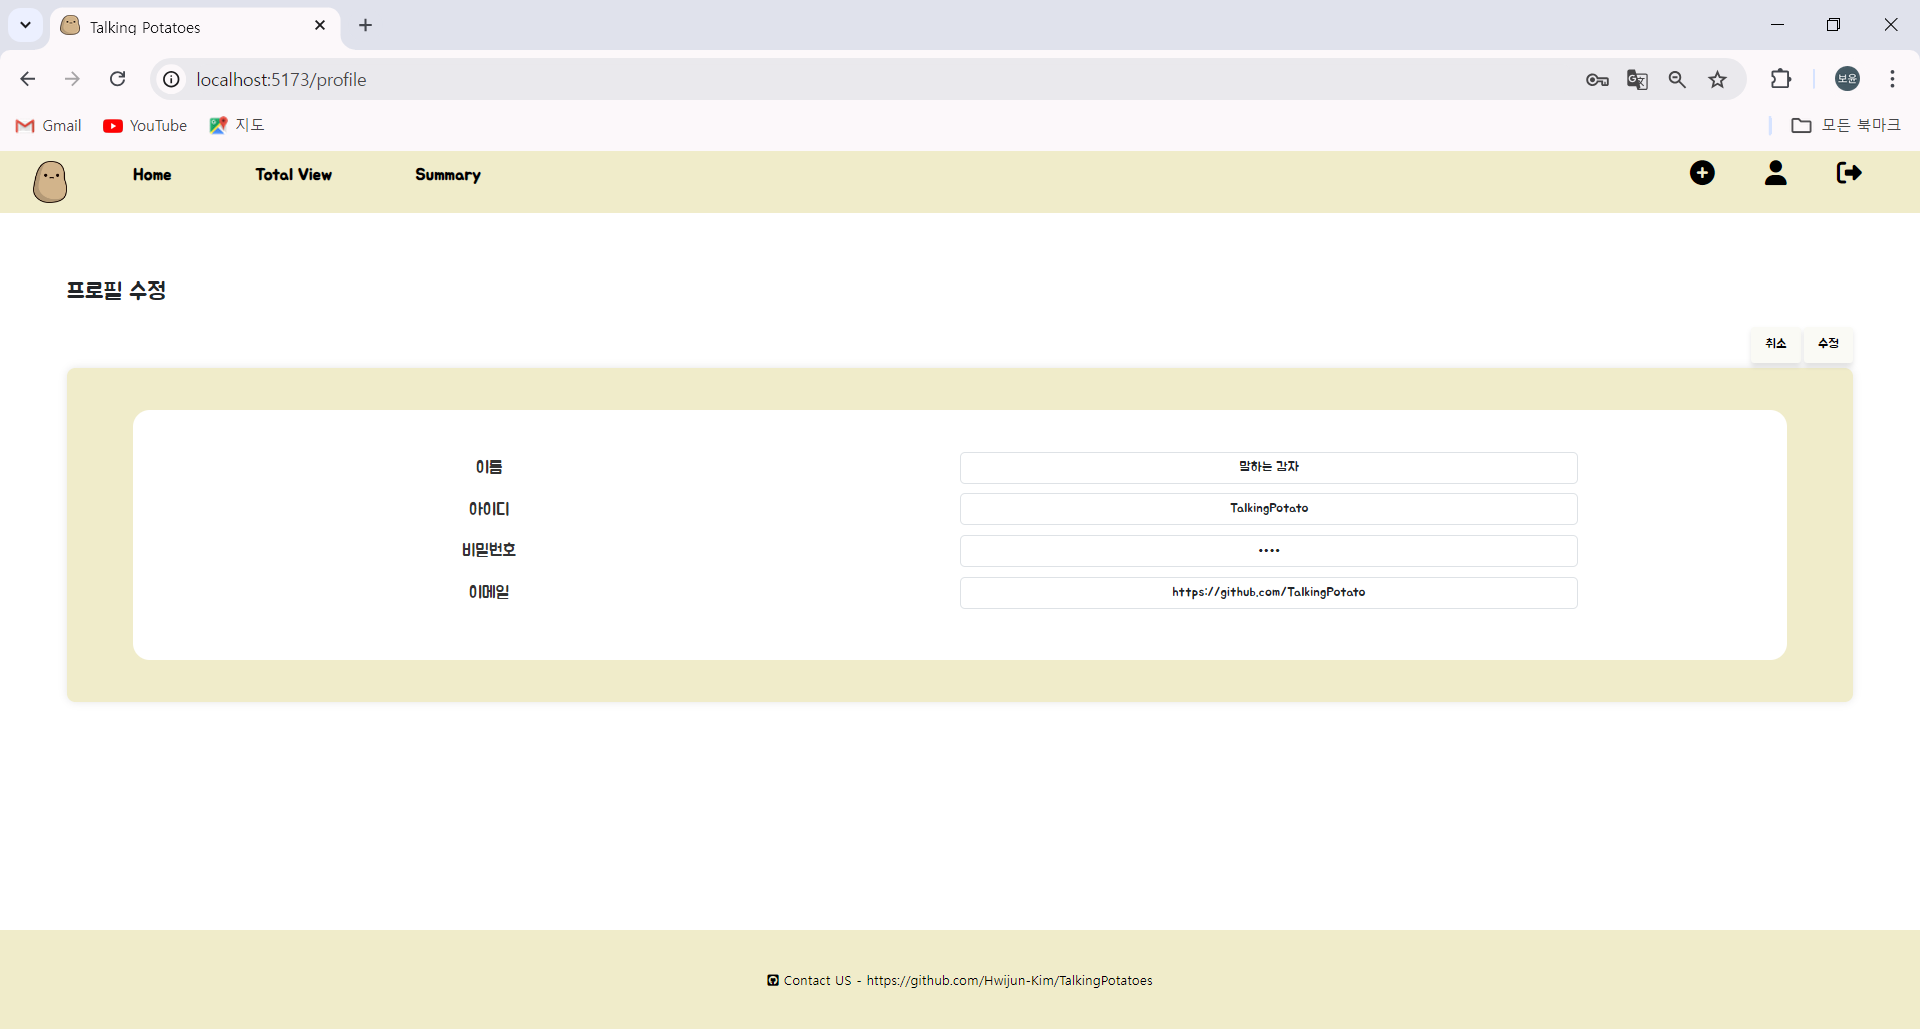 Talking Potatoes
localhost:5173/profile
보윤
Gmail YouTube 지도 모든 북마크
Home Total View Summary
프로필 수정
취소 수정
이름 말하는 감자
아이디 TalkingPotato
비밀번호 ••••
이메일 https://github.com/TalkingPotato
Contact US - https://github.com/Hwijun-Kim/TalkingPotatoes